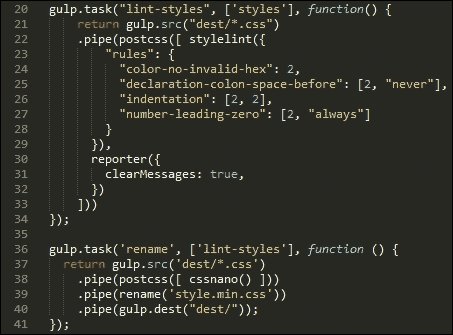 20 gulp.task("lint-styles", ['styles'], function() {
21     return gulp.src("dest/*.css")
22     .pipe(postcss([ stylelint({
23         "rules": {
24           "color-no-invalid-hex": 2,
25           "declaration-colon-space-before": [2, "never"],
26           "indentation": [2, 2],
27           "number-leading-zero": [2, "always"]
28         }
29       }),
30       reporter({
31         clearMessages: true,
32       })
33     ]))
34 });
35
36 gulp.task('rename', ['lint-styles'], function () {
37   return gulp.src('dest/*.css')
38     .pipe(postcss([ cssnano() ]))
39     .pipe(rename('style.min.css'))
40     .pipe(gulp.dest("dest/"));
41 });